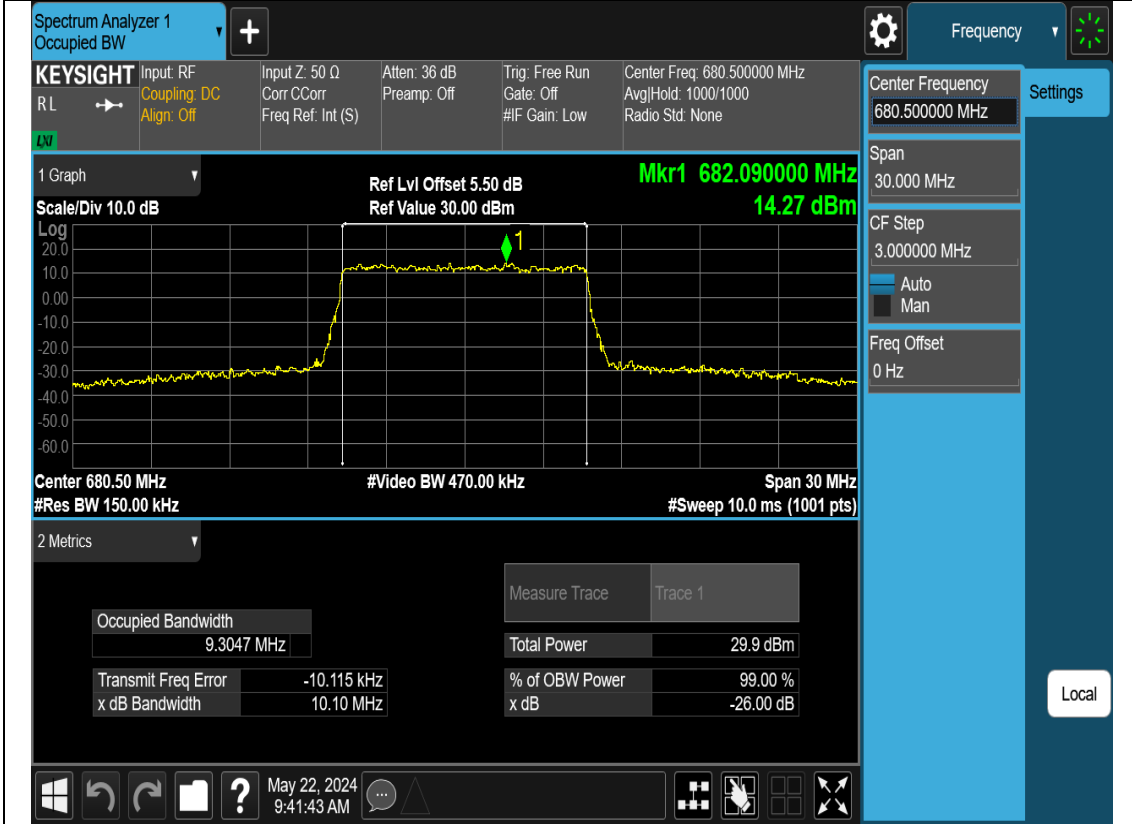 Spectrum Analyzer 1
Occupied BW
Frequency
KEYSIGHT
RL
LXI
Input: RF
Coupling: DC
Align: Off
Input Z: 50 Ω
Corr CCorr
Freq Ref: Int (S)
Atten: 36 dB
Preamp: Off
Trig: Free Run
Gate: Off
#IF Gain: Low
Center Freq: 680.500000 MHz
Avg|Hold: 1000/1000
Radio Std: None
1 Graph
Scale/Div 10.0 dB
Ref Lvl Offset 5.50 dB
Ref Value 30.00 dBm
Mkr1 682.090000 MHz
14.27 dBm
Log
20.0
10.0
0.00
-10.0
-20.0
-30.0
-40.0
-50.0
-60.0
1
Center 680.50 MHz
#Res BW 150.00 kHz
#Video BW 470.00 kHz
Span 30 MHz
#Sweep 10.0 ms (1001 pts)
2 Metrics
Measure Trace Trace 1
Occupied Bandwidth
9.3047 MHz
Total Power 29.9 dBm
Transmit Freq Error -10.115 kHz
% of OBW Power 99.00 %
x dB Bandwidth 10.10 MHz
x dB -26.00 dB
Center Frequency
680.500000 MHz
Settings
Span
30.000 MHz
CF Step
3.000000 MHz
Auto
Man
Freq Offset
0 Hz
Local
?
May 22, 2024
9:41:43 AM